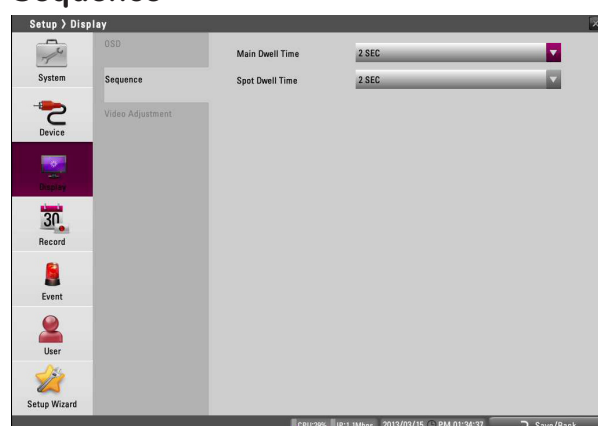 Sequence
Setup > Display
System
Device
Display
Record
Event
User
Setup Wizard
OSD
Sequence
Video Adjustment
Main Dwell Time 2 SEC
Spot Dwell Time 2 SEC
30
2013/03/15 PM 01:34:37 Save/Back